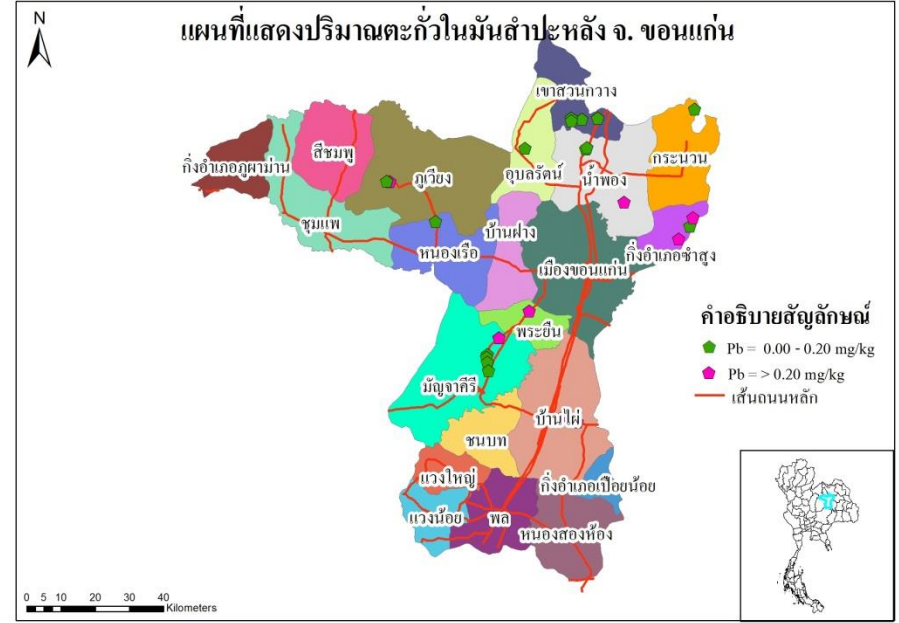 แผนที่แสดงปริมาณตะกั่วในมันสำปะหลัง จ. ขอนแก่น
N
เขาสวนกวาง
สีชมพู
กิ่งอำเภอภูผาม่าน
ภูเวียง
อุบลรัตน์
น้ำพอง
กระนวน
ชุมแพ
บ้านฝาง
หนองเรือ
เมืองขอนแก่น
กิ่งอำเภอซำสูง
พระยืน
มัญจาคีรี
บ้านไผ่
ชนบท
แวงใหญ่
กิ่งอำเภอเปือยน้อย
แวงน้อย
พล
หนองสองห้อง
คำอธิบายสัญลักษณ์
Pb = 0.00 - 0.20 mg/kg
Pb = > 0.20 mg/kg
เส้นถนนหลัก
0 5 10 20 30 40
Kilometers